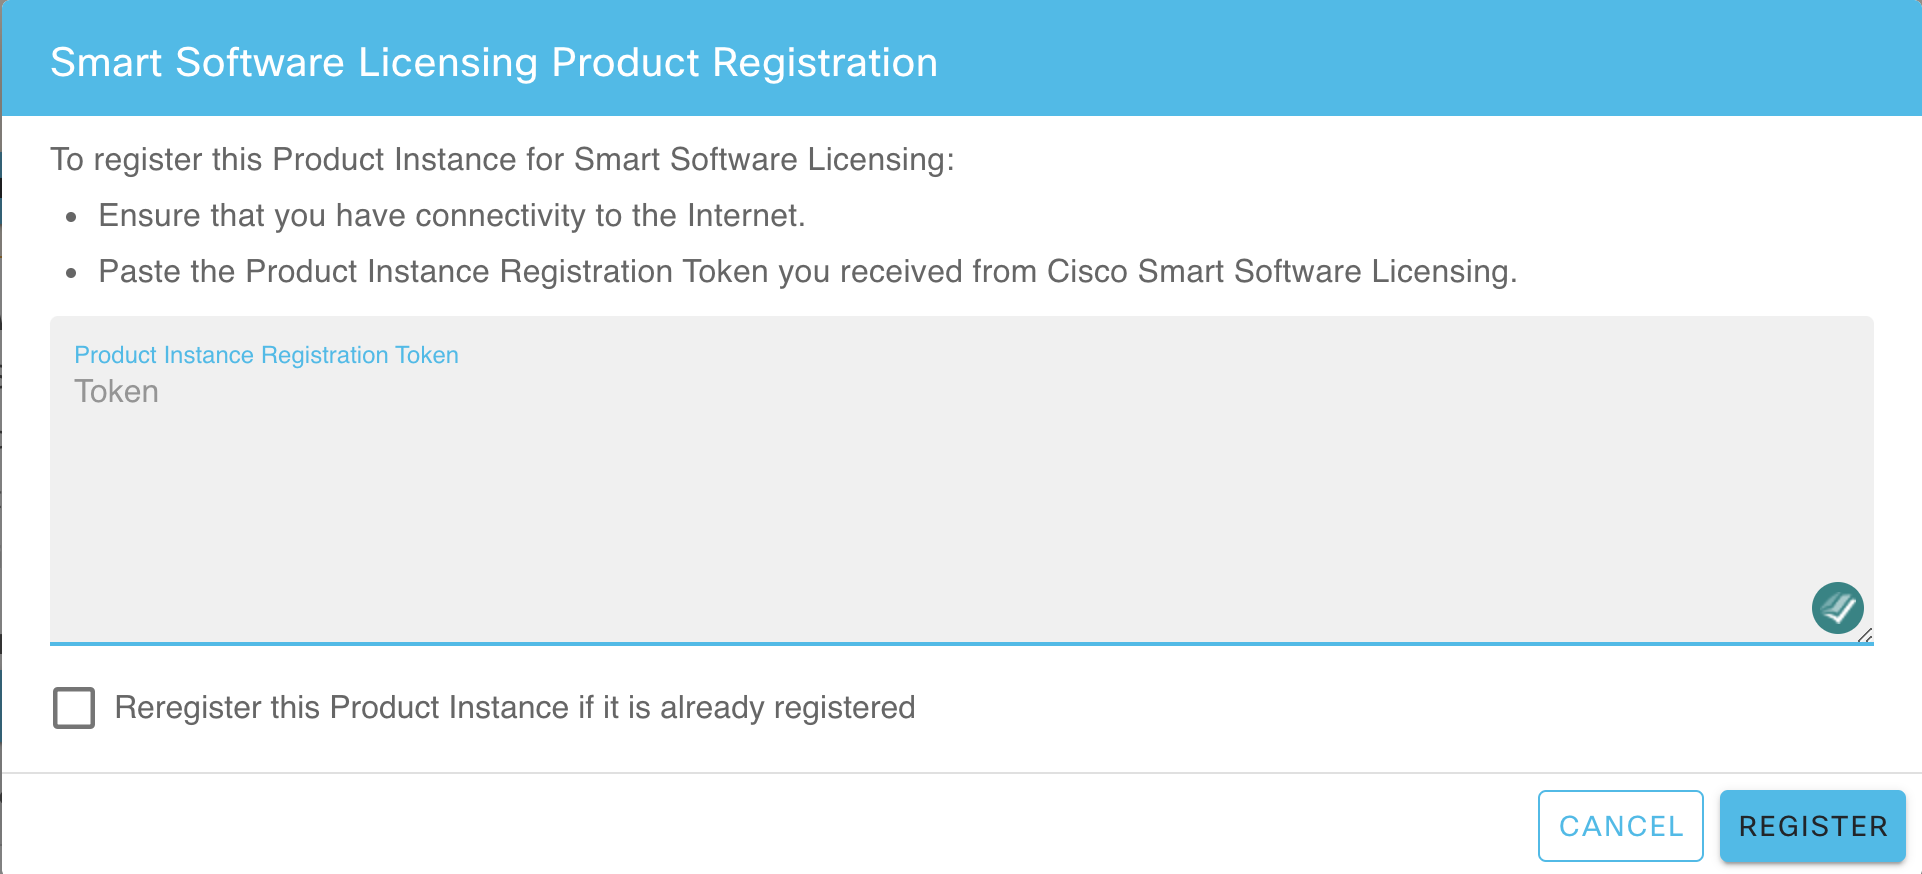 Smart Software Licensing Product Registration
To register this Product Instance for Smart Software Licensing:
• Ensure that you have connectivity to the Internet.
• Paste the Product Instance Registration Token you received from Cisco Smart Software Licensing.
Product Instance Registration Token
Token
Reregister this Product Instance if it is already registered
CANCEL
REGISTER